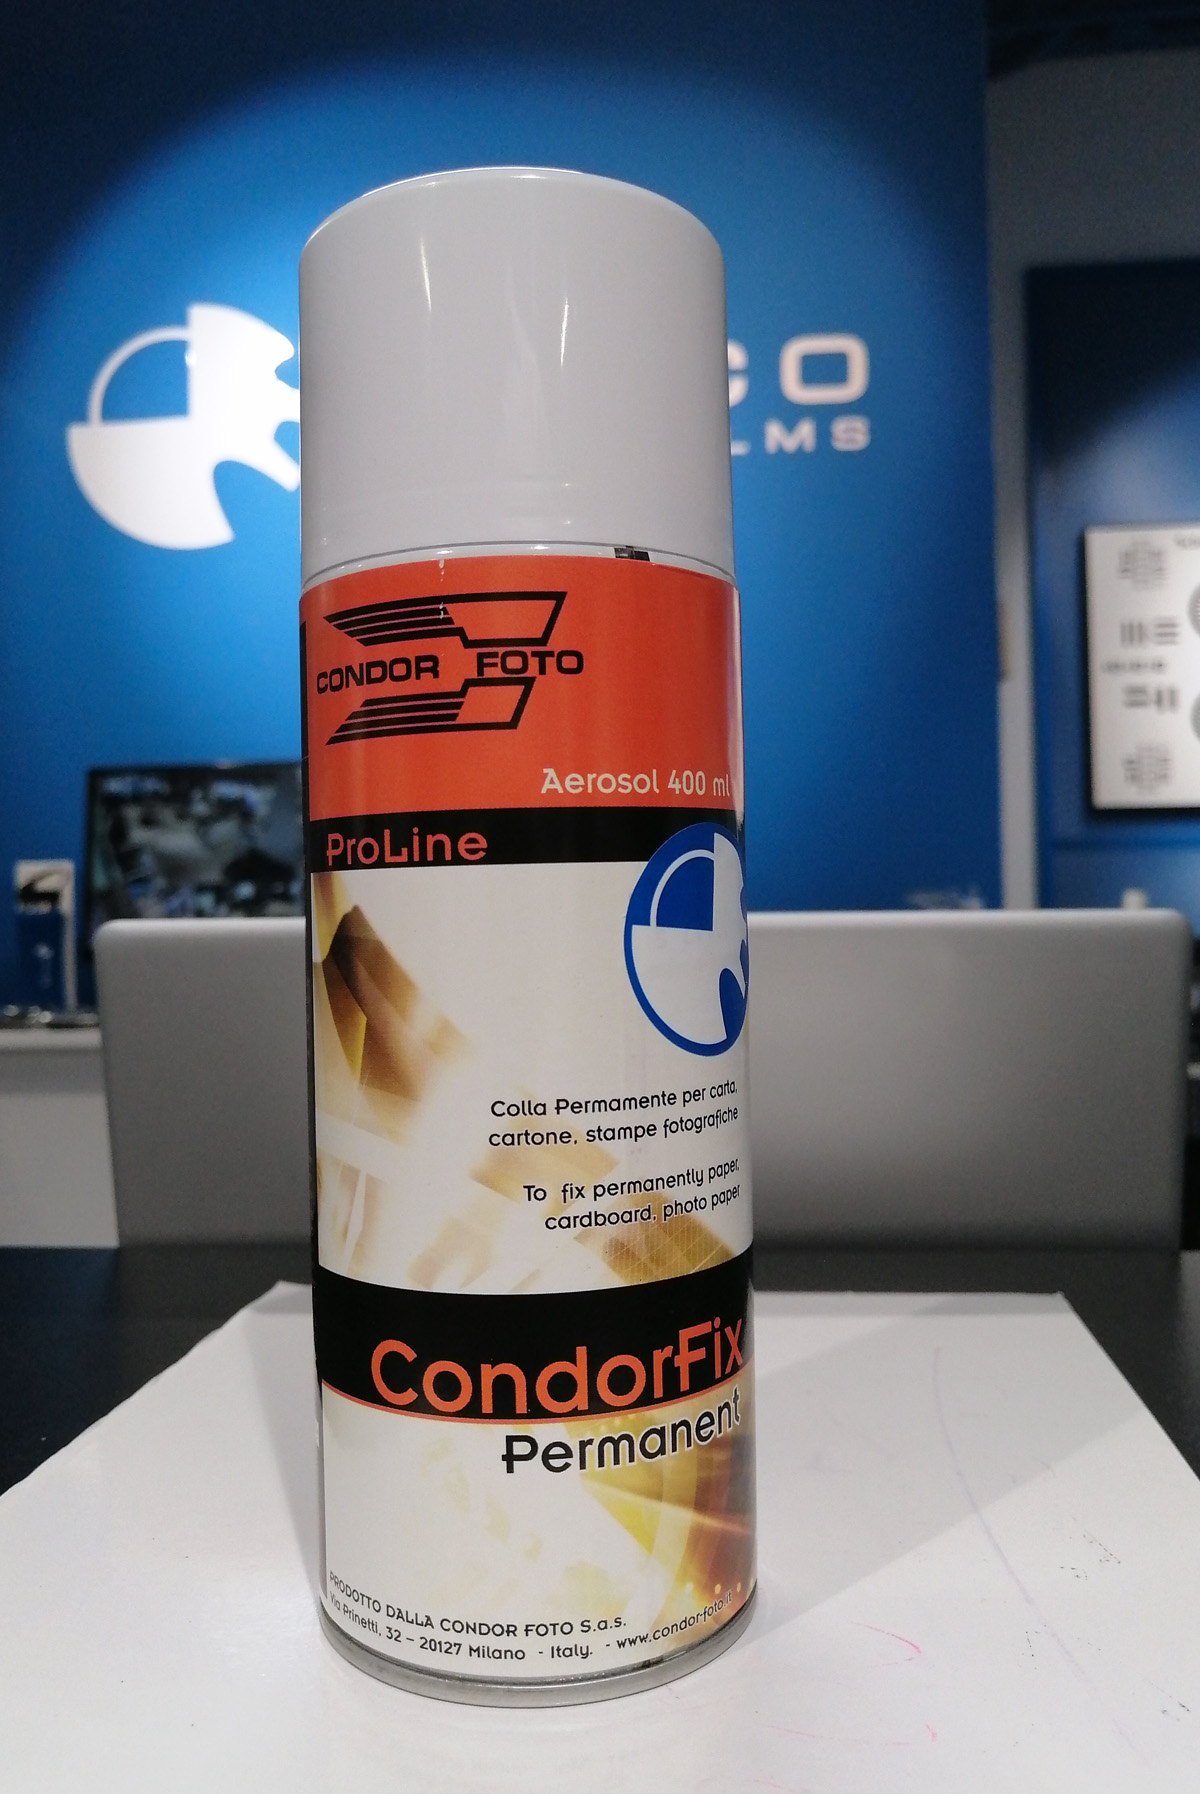 CO
LMS
CONDOR FOTO
Aerosol 400 ml
ProLine
Colla Permamente per carta,
cartone, stampe fotografiche
To fix permanently paper,
cardboard, photo paper
CondorFix
Permanent
PRODOTTO DALLA CONDOR FOTO S.a.s.
Via Prinetti, 32 – 20127 Milano - Italy. - www.condor-foto.it